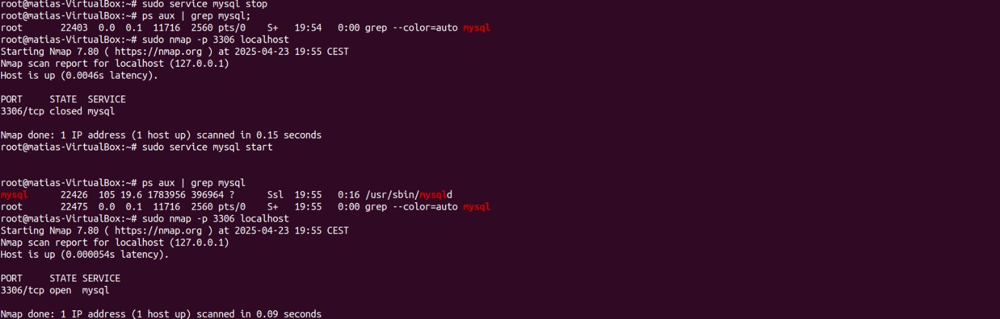 root@matias-VirtualBox:~# sudo service mysql stop
root@matias-VirtualBox:~# ps aux | grep mysql;
root       22403  0.0  0.1  11716  2560 pts/0    S+   19:54   0:00 grep --color=auto mysql
root@matias-VirtualBox:~# sudo nmap -p 3306 localhost
Starting Nmap 7.80 ( https://nmap.org ) at 2025-04-23 19:55 CEST
Nmap scan report for localhost (127.0.0.1)
Host is up (0.0046s latency).
PORT     STATE  SERVICE
3306/tcp closed mysql
Nmap done: 1 IP address (1 host up) scanned in 0.15 seconds
root@matias-VirtualBox:~# sudo service mysql start
root@matias-VirtualBox:~# ps aux | grep mysql
mysql      22426  105 19.6 1783956 396964 ?      Ssl  19:55   0:16 /usr/sbin/mysqld
root       22475  0.0  0.1  11716  2560 pts/0    S+   19:55   0:00 grep --color=auto mysql
root@matias-VirtualBox:~# sudo nmap -p 3306 localhost
Starting Nmap 7.80 ( https://nmap.org ) at 2025-04-23 19:55 CEST
Nmap scan report for localhost (127.0.0.1)
Host is up (0.000054s latency).
PORT     STATE SERVICE
3306/tcp open  mysql
Nmap done: 1 IP address (1 host up) scanned in 0.09 seconds